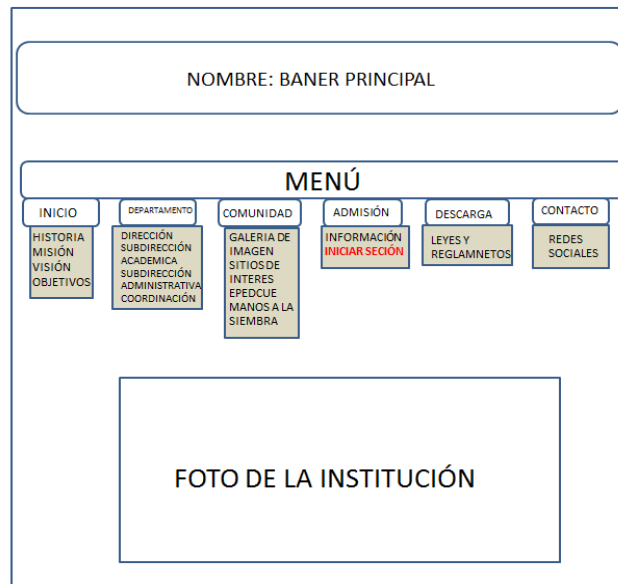 NOMBRE: BANER PRINCIPAL
MENÚ
INICIO
HISTORIA
MISIÓN
VISIÓN
OBJETIVOS
DEPARTAMENTO
DIRECCIÓN
SUBDIRECCIÓN
ACADEMICA
SUBDIRECCIÓN
ADMINISTRATIVA
COORDINACIÓN
COMUNIDAD
GALERIA DE
IMAGEN
SITIOS DE
INTERES
EPEDCUE
MANOS A LA
SIEMBRA
ADMISIÓN
INFORMACIÓN
INICIAR SECIÓN
DESCARGA
LEYES Y
REGLAMNETOS
CONTACTO
REDES
SOCIALES
FOTO DE LA INSTITUCIÓN